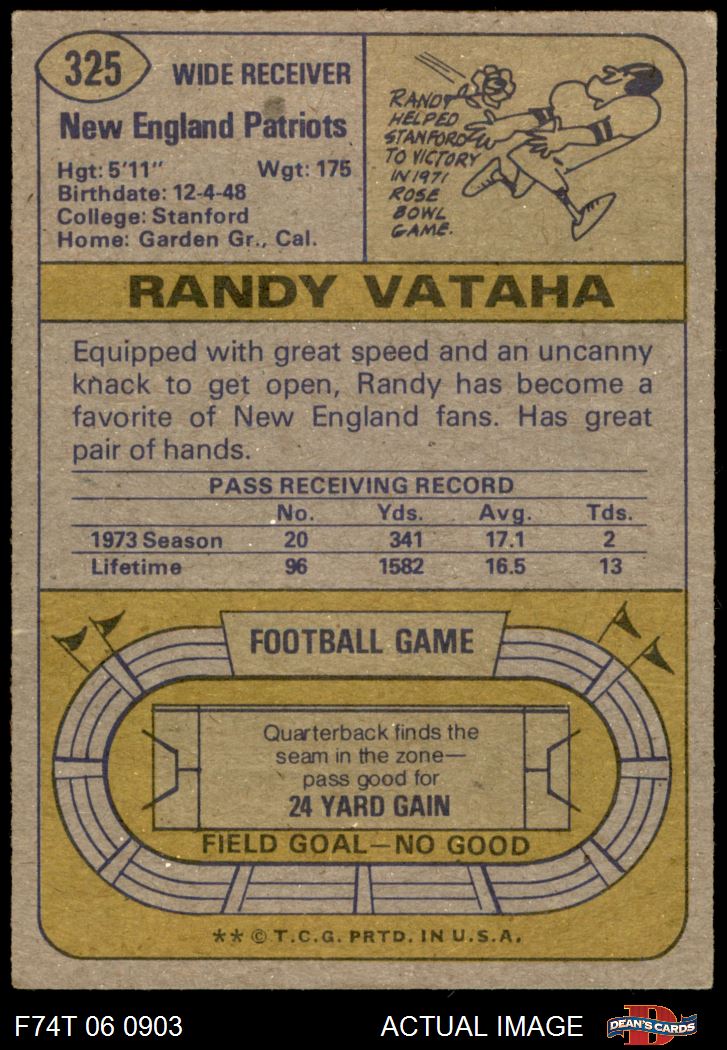 325
WIDE RECEIVER
New England Patriots
Hgt: 5'11" Wgt: 175
Birthdate: 12-4-48
College: Stanford
Home: Garden Gr., Cal.
RANDY
HELPED
STANFORD
TO VICTORY
IN 1971
ROSE
BOWL
GAME.
RANDY VATAHA
Equipped with great speed and an uncanny
knack to get open, Randy has become a
favorite of New England fans. Has great
pair of hands.
PASS RECEIVING RECORD
No. Yds. Avg. Tds.
1973 Season 20 341 17.1 2
Lifetime 96 1582 16.5 13
FOOTBALL GAME
Quarterback finds the
seam in the zone—
pass good for
24 YARD GAIN
FIELD GOAL—NO GOOD
** © T.C.G. PRTD. IN U.S.A.
F74T 06 0903 ACTUAL IMAGE
D
DEAN'S CARDS